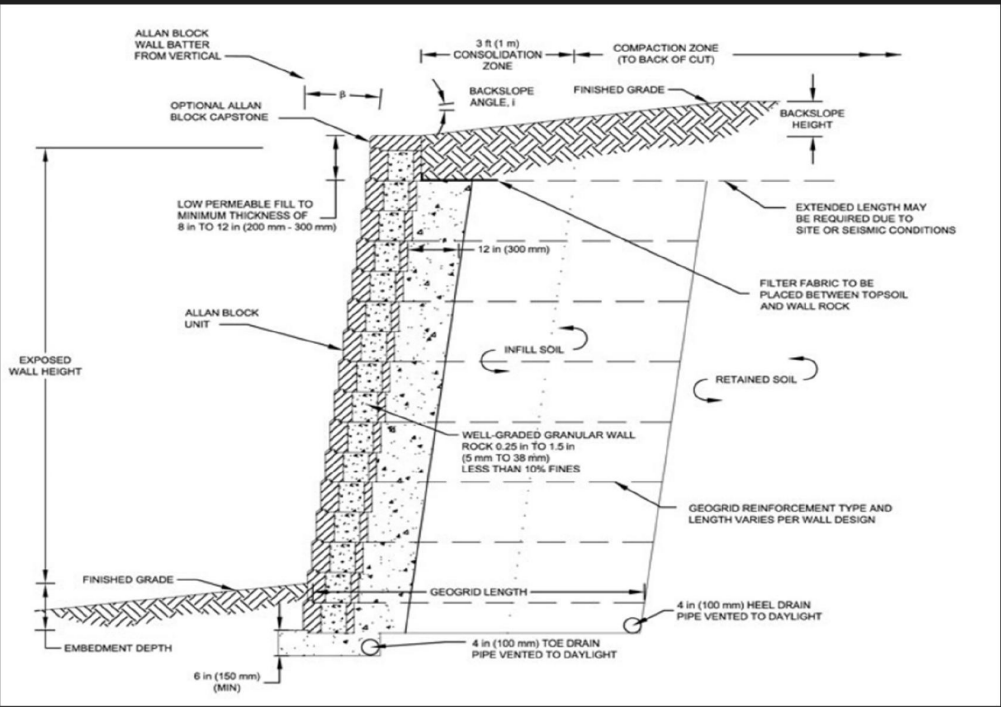 ALLAN BLOCK
WALL BATTER
FROM VERTICAL
β
3 ft (1 m)
CONSOLIDATION
ZONE
COMPACTION ZONE
(TO BACK OF CUT)
BACKSLOPE
ANGLE, i
FINISHED GRADE
BACKSLOPE
HEIGHT
OPTIONAL ALLAN
BLOCK CAPSTONE
LOW PERMEABLE FILL TO
MINIMUM THICKNESS OF
8 in TO 12 in (200 mm - 300 mm)
EXTENDED LENGTH MAY
BE REQUIRED DUE TO
SITE OR SEISMIC CONDITIONS
12 in (300 mm)
FILTER FABRIC TO BE
PLACED BETWEEN TOPSOIL
AND WALL ROCK
ALLAN BLOCK
UNIT
INFILL SOIL
EXPOSED
WALL HEIGHT
RETAINED SOIL
WELL-GRADED GRANULAR WALL
ROCK 0.25 in TO 1.5 in
(5 mm TO 38 mm)
LESS THAN 10% FINES
GEOGRID REINFORCEMENT TYPE AND
LENGTH VARIES PER WALL DESIGN
FINISHED GRADE
GEOGRID LENGTH
4 in (100 mm) HEEL DRAIN
PIPE VENTED TO DAYLIGHT
EMBEDMENT DEPTH
4 in (100 mm) TOE DRAIN
PIPE VENTED TO DAYLIGHT
6 in (150 mm)
(MIN)